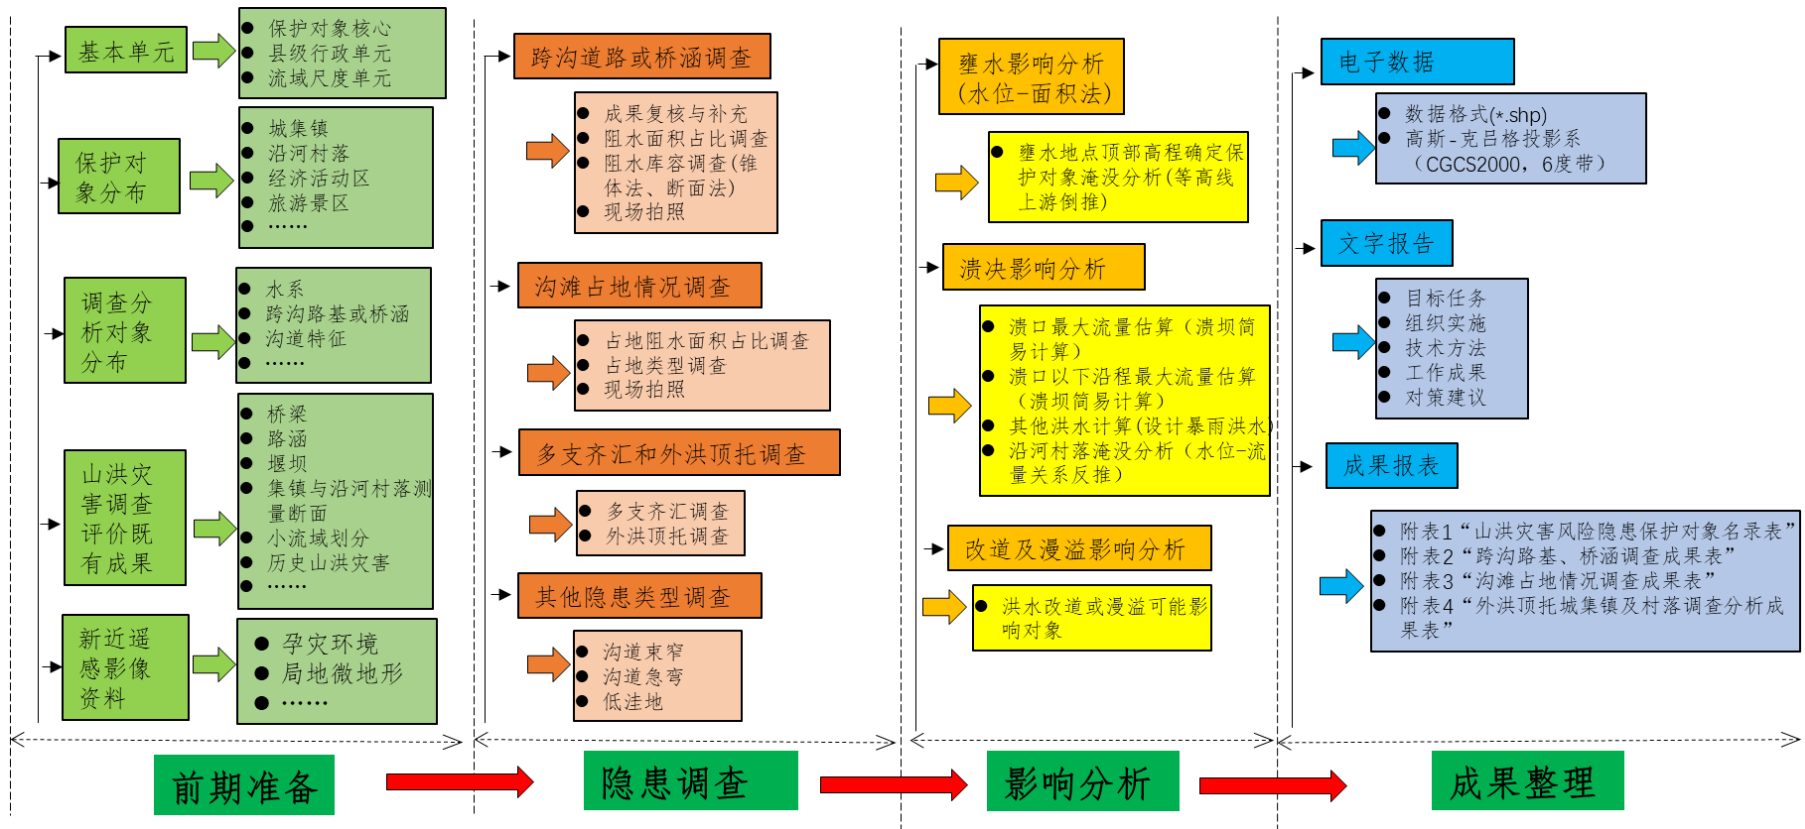 基本单元
保护对象核心
县级行政单元
流域尺度单元
保护对
象分布
城集镇
沿河村落
经济活动区
旅游景区
……
调查分
析对象
分布
水系
跨沟路基或桥涵
沟道特征
……
山洪灾
害调查
评价既
有成果
桥梁
路涵
堰坝
集镇与沿河村落测
量断面
小流域划分
历史山洪灾害
……
新近遥
感影像
资料
孕灾环境
局地微地形
……
前期准备
跨沟道路或桥涵调查
成果复核与补充
阻水面积占比调查
阻水库容调查(锥
体法、断面法)
现场拍照
沟滩占地情况调查
占地阻水面积占比调查
占地类型调查
现场拍照
多支齐汇和外洪顶托调查
多支齐汇调查
外洪顶托调查
其他隐患类型调查
沟道束窄
沟道急弯
低洼地
隐患调查
壅水影响分析
(水位-面积法)
壅水地点顶部高程确定保
护对象淹没分析(等高线
上游倒推)
溃决影响分析
溃口最大流量估算（溃坝简
易计算）
溃口以下沿程最大流量估算
（溃坝简易计算）
其他洪水计算(设计暴雨洪水)
沿河村落淹没分析（水位-流
量关系反推）
改道及漫溢影响分析
洪水改道或漫溢可能影
响对象
影响分析
电子数据
数据格式(*.shp)
高斯-克吕格投影系
（CGCS2000，6度带）
文字报告
目标任务
组织实施
技术方法
工作成果
对策建议
成果报表
附表1“山洪灾害风险隐患保护对象名录表”
附表2“跨沟路基、桥涵调查成果表”
附表3“沟滩占地情况调查成果表”
附表4“外洪顶托城集镇及村落调查分析成
果表”
成果整理